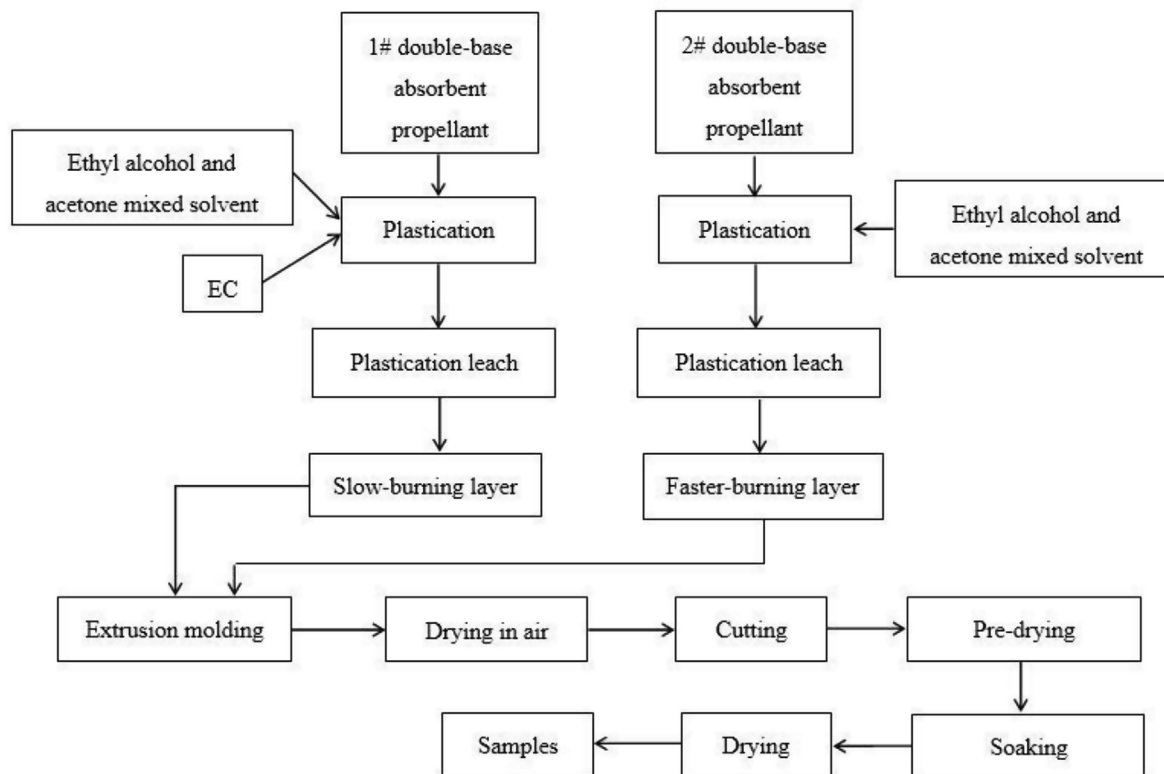 1# double-base
absorbent
propellant
2# double-base
absorbent
propellant
Ethyl alcohol and
acetone mixed solvent
Plastication
Plastication
Ethyl alcohol and
acetone mixed solvent
EC
Plastication leach
Plastication leach
Slow-burning layer
Faster-burning layer
Extrusion molding
Drying in air
Cutting
Pre-drying
Samples
Drying
Soaking